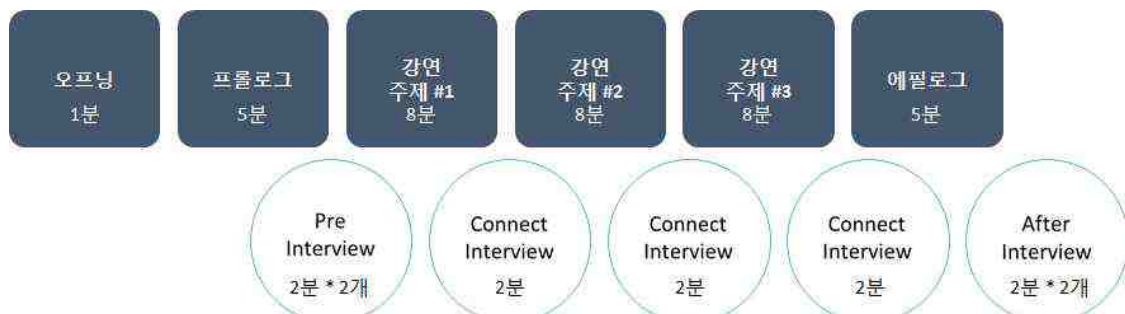 오프닝
1분
프롤로그
5분
강연
주제 #1
8분
강연
주제 #2
8분
강연
주제 #3
8분
에필로그
5분
Pre
Interview
2분 * 2개
Connect
Interview
2분
Connect
Interview
2분
Connect
Interview
2분
After
Interview
2분 * 2개